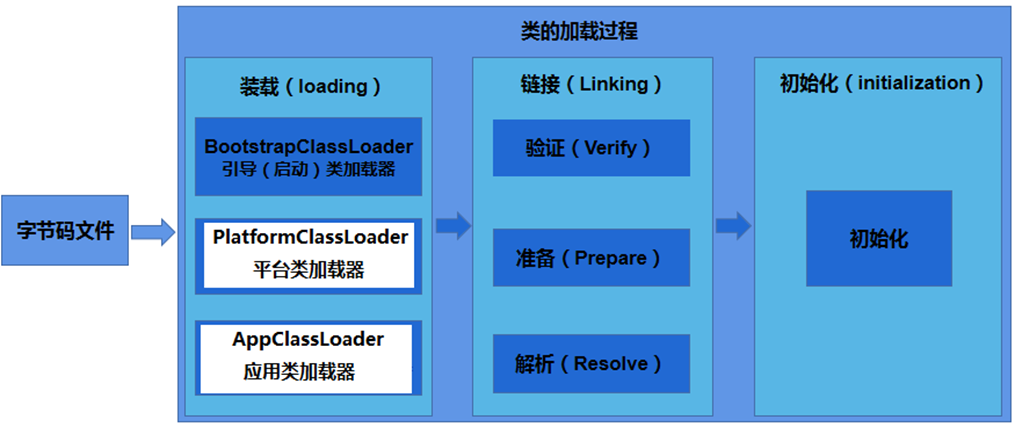 类的加载过程
字节码文件
装载（loading）
BootstrapClassLoader
引导（启动）类加载器
PlatformClassLoader
平台类加载器
AppClassLoader
应用类加载器
链接（Linking）
验证（Verify）
准备（Prepare）
解析（Resolve）
初始化（initialization）
初始化